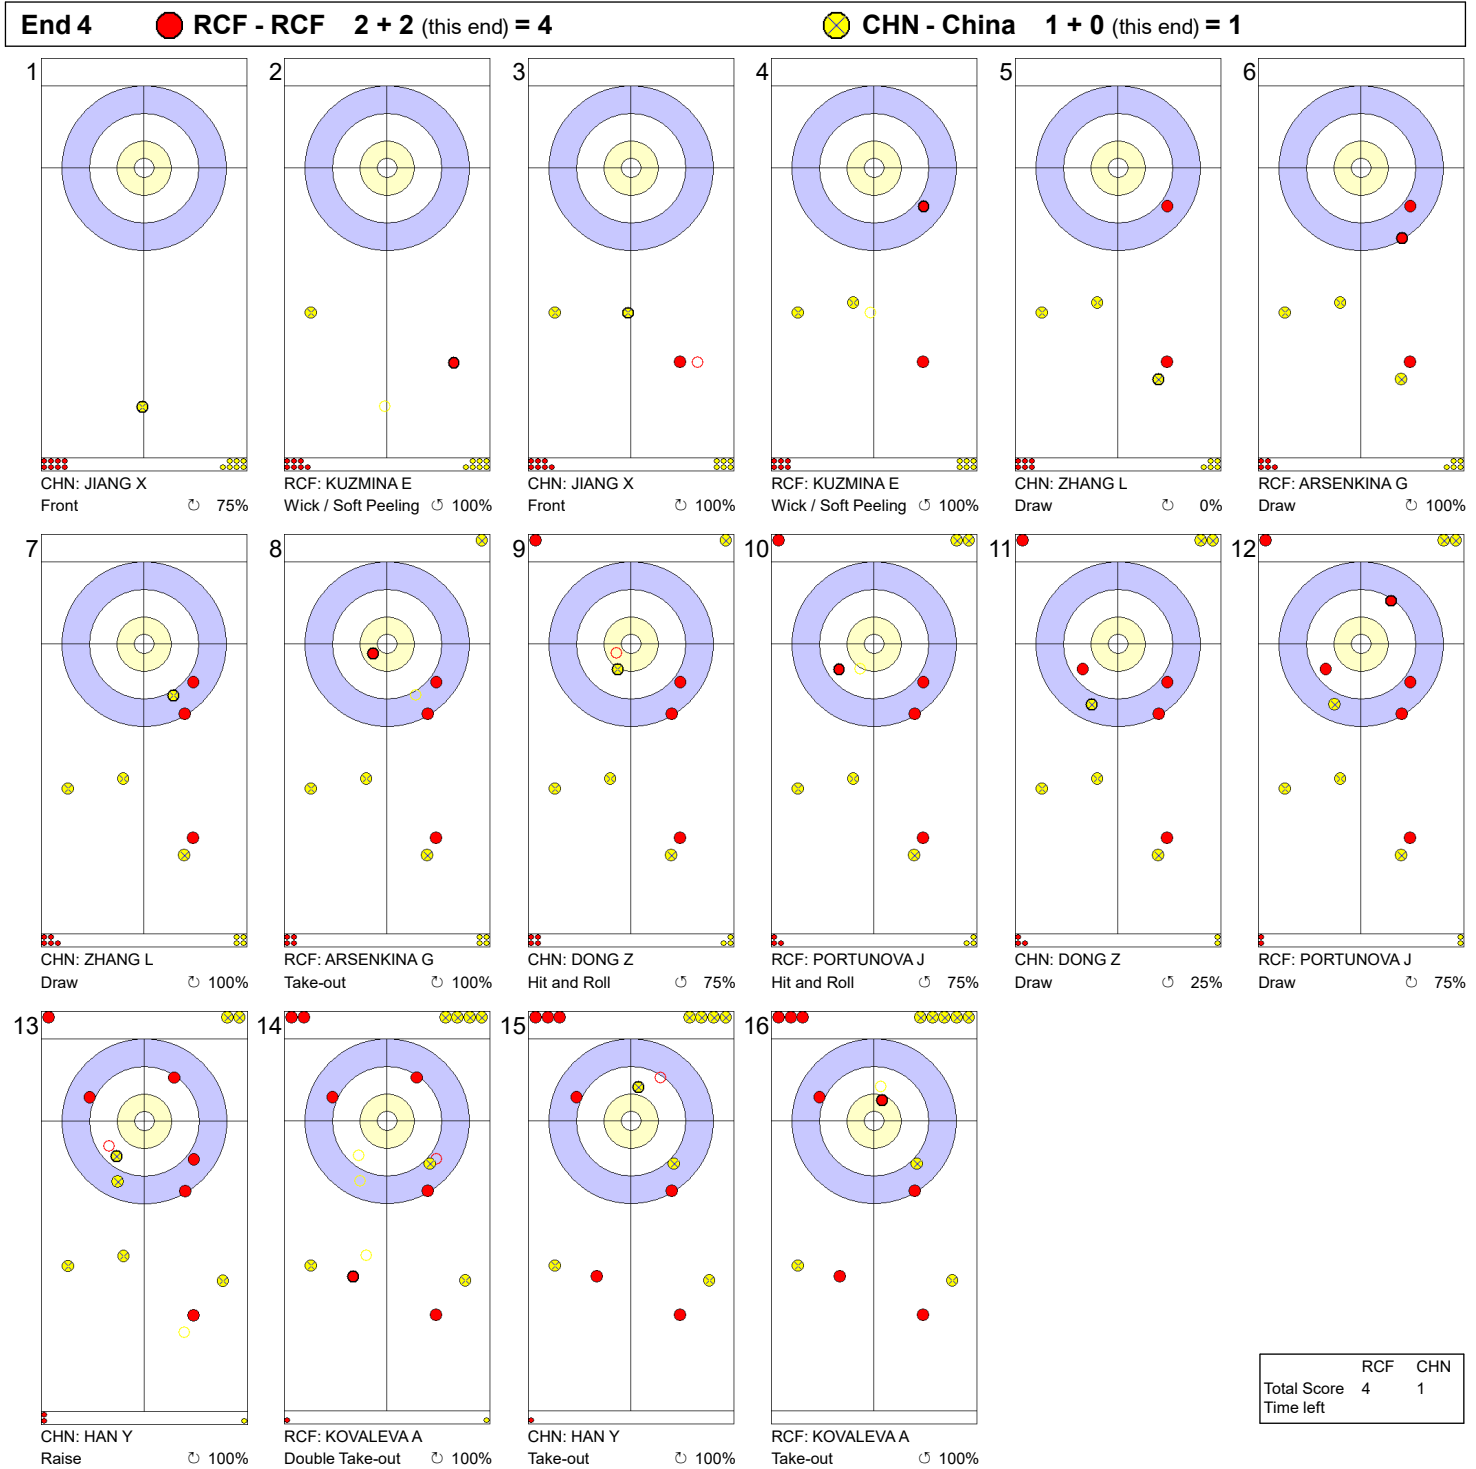 End 4 RCF - RCF 2 + 2 (this end) = 4 CHN - China 1 + 0 (this end) = 1
1 2 3 4 5 6
CHN: JIANG X RCF: KUZMINA E CHN: JIANG X RCF: KUZMINA E CHN: ZHANG L RCF: ARSENKINA G
Front ↻ 75% Wick / Soft Peeling ↺ 100% Front ↻ 100% Wick / Soft Peeling ↺ 100% Draw ↻ 0% Draw ↻ 100%
7 8 9 10 11 12
CHN: ZHANG L RCF: ARSENKINA G CHN: DONG Z RCF: PORTUNOVA J CHN: DONG Z RCF: PORTUNOVA J
Draw ↻ 100% Take-out ↻ 100% Hit and Roll ↺ 75% Hit and Roll ↺ 75% Draw ↺ 25% Draw ↻ 75%
13 14 15 16
RCF CHN
Total Score 4 1
Time left
CHN: HAN Y RCF: KOVALEVA A CHN: HAN Y RCF: KOVALEVA A
Raise ↻ 100% Double Take-out ↻ 100% Take-out ↻ 100% Take-out ↻ 100%